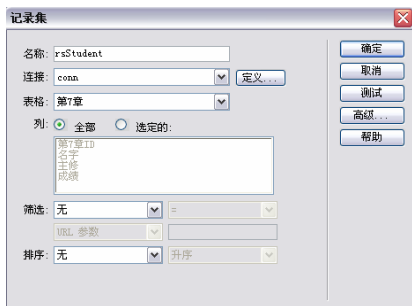 记录集
名称: rsStudent
确定
连接: conn 定义...
取消
表格: 第7章
测试
列: 全部 选定的:
高级...
第7章ID
帮助
名字
主修
成绩
筛选: 无 =
URL 参数
排序: 无 升序